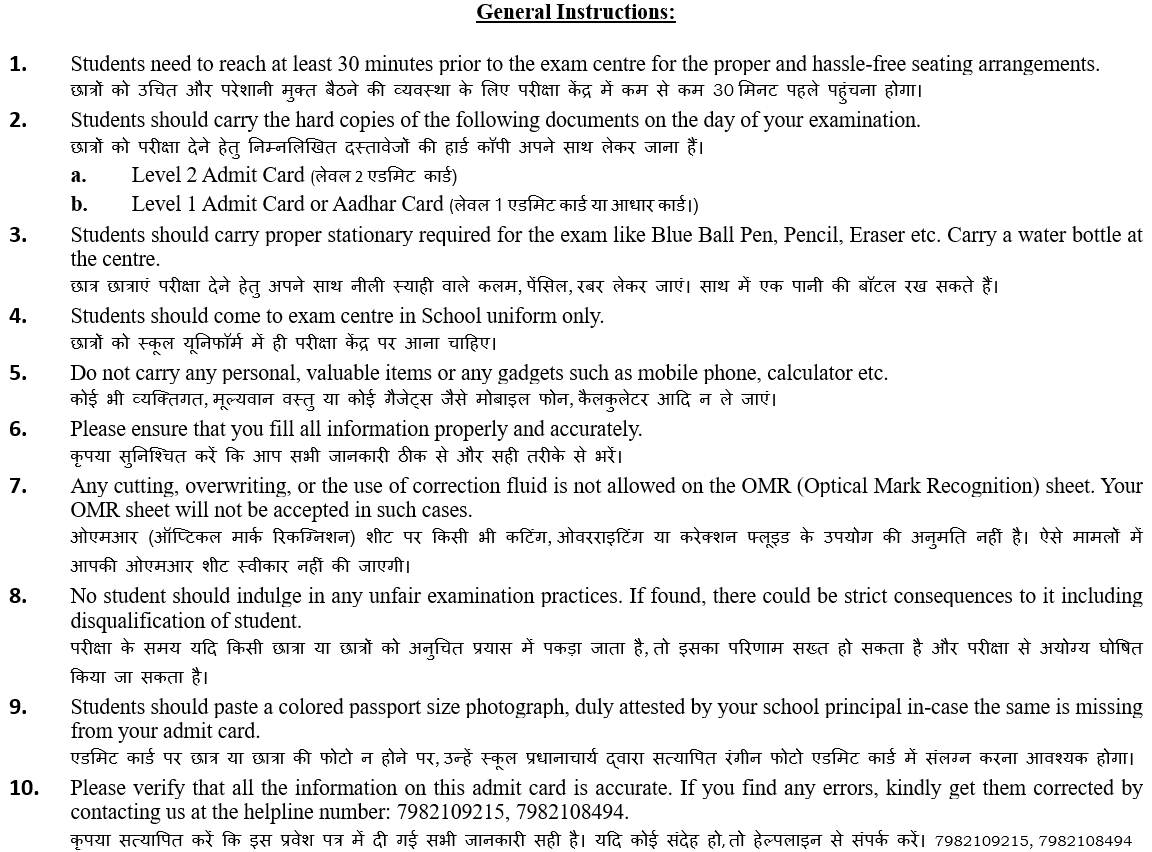 General Instructions:
1. Students need to reach at least 30 minutes prior to the exam centre for the proper and hassle-free seating arrangements.
छात्रों को उचित और परेशानी मुक्त बैठने की व्यवस्था के लिए परीक्षा केंद्र में कम से कम 30 मिनट पहले पहुंचना होगा।
2. Students should carry the hard copies of the following documents on the day of your examination.
छात्रों को परीक्षा देने हेतु निम्नलिखित दस्तावेजों की हार्ड कॉपी अपने साथ लेकर जाना हैं।
a. Level 2 Admit Card (लेवल 2 एडमिट कार्ड)
b. Level 1 Admit Card or Aadhar Card (लेवल 1 एडमिट कार्ड या आधार कार्ड।)
3. Students should carry proper stationary required for the exam like Blue Ball Pen, Pencil, Eraser etc. Carry a water bottle at
the centre.
छात्र छात्राएं परीक्षा देने हेतु अपने साथ नीली स्याही वाले कलम, पेंसिल, रबर लेकर जाएं। साथ में एक पानी की बॉटल रख सकते हैं।
4. Students should come to exam centre in School uniform only.
छात्रों को स्कूल यूनिफॉर्म में ही परीक्षा केंद्र पर आना चाहिए।
5. Do not carry any personal, valuable items or any gadgets such as mobile phone, calculator etc.
कोई भी व्यक्तिगत, मूल्यवान वस्तु या कोई गैजेट्स जैसे मोबाइल फोन, कैलकुलेटर आदि न ले जाएं।
6. Please ensure that you fill all information properly and accurately.
कृपया सुनिश्चित करें कि आप सभी जानकारी ठीक से और सही तरीके से भरें।
7. Any cutting, overwriting, or the use of correction fluid is not allowed on the OMR (Optical Mark Recognition) sheet. Your
OMR sheet will not be accepted in such cases.
ओएमआर (ऑप्टिकल मार्क रिकग्निशन) शीट पर किसी भी कटिंग, ओवरराइटिंग या करेक्शन फ्लूइड के उपयोग की अनुमति नहीं है। ऐसे मामलों में
आपकी ओएमआर शीट स्वीकार नहीं की जाएगी।
8. No student should indulge in any unfair examination practices. If found, there could be strict consequences to it including
disqualification of student.
परीक्षा के समय यदि किसी छात्रा या छात्रों को अनुचित प्रयास में पकड़ा जाता है, तो इसका परिणाम सख्त हो सकता है और परीक्षा से अयोग्य घोषित
किया जा सकता है।
9. Students should paste a colored passport size photograph, duly attested by your school principal in-case the same is missing
from your admit card.
एडमिट कार्ड पर छात्र या छात्रा की फोटो न होने पर, उन्हें स्कूल प्रधानाचार्य द्वारा सत्यापित रंगीन फोटो एडमिट कार्ड में संलग्न करना आवश्यक होगा।
10. Please verify that all the information on this admit card is accurate. If you find any errors, kindly get them corrected by
contacting us at the helpline number: 7982109215, 7982108494.
कृपया सत्यापित करें कि इस प्रवेश पत्र में दी गई सभी जानकारी सही है। यदि कोई संदेह हो, तो हेल्पलाइन से संपर्क करें। 7982109215, 7982108494